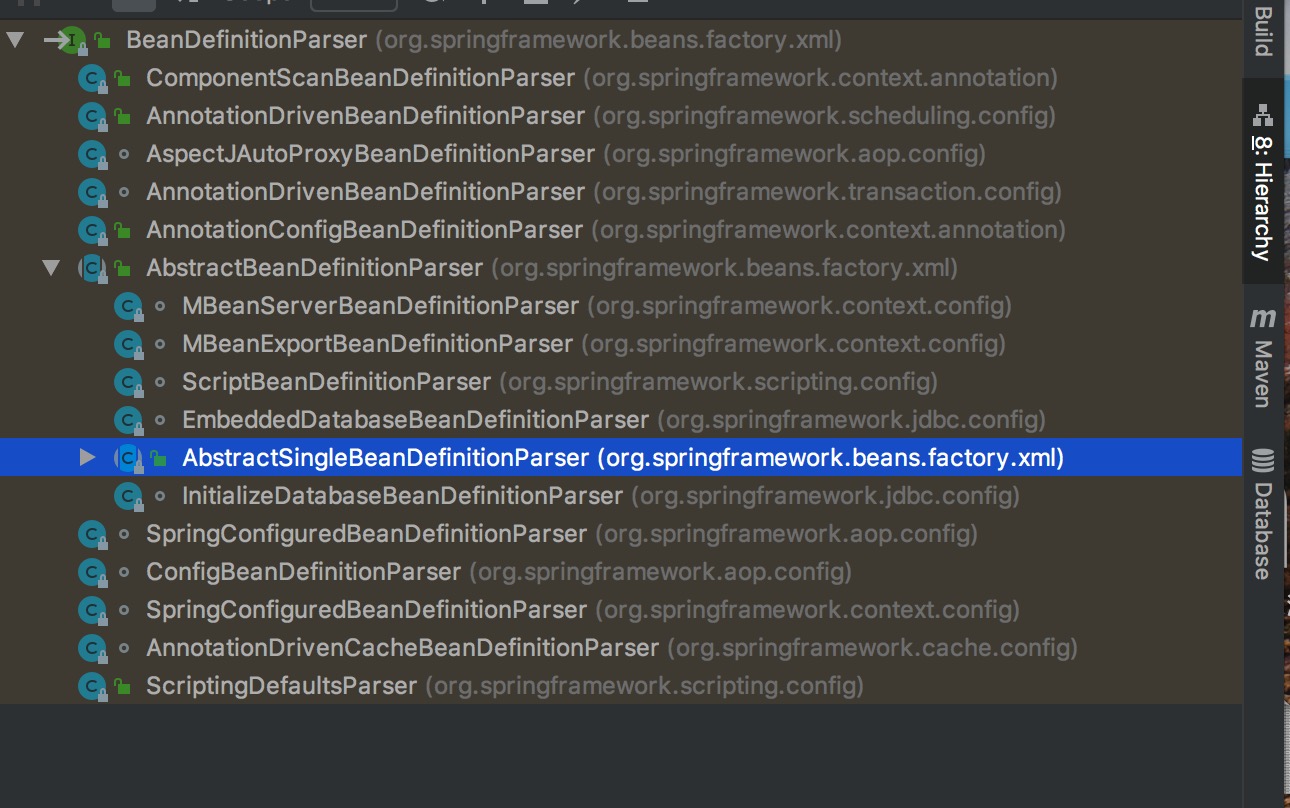 BeanDefinitionParser (org.springframework.beans.factory.xml)
ComponentScanBeanDefinitionParser (org.springframework.context.annotation)
AnnotationDrivenBeanDefinitionParser (org.springframework.scheduling.config)
AspectJAutoProxyBeanDefinitionParser (org.springframework.aop.config)
AnnotationDrivenBeanDefinitionParser (org.springframework.transaction.config)
AnnotationConfigBeanDefinitionParser (org.springframework.context.annotation)
AbstractBeanDefinitionParser (org.springframework.beans.factory.xml)
MBeanServerBeanDefinitionParser (org.springframework.context.config)
MBeanExportBeanDefinitionParser (org.springframework.context.config)
ScriptBeanDefinitionParser (org.springframework.scripting.config)
EmbeddedDatabaseBeanDefinitionParser (org.springframework.jdbc.config)
AbstractSingleBeanDefinitionParser (org.springframework.beans.factory.xml)
InitializeDatabaseBeanDefinitionParser (org.springframework.jdbc.config)
SpringConfiguredBeanDefinitionParser (org.springframework.aop.config)
ConfigBeanDefinitionParser (org.springframework.aop.config)
SpringConfiguredBeanDefinitionParser (org.springframework.context.config)
AnnotationDrivenCacheBeanDefinitionParser (org.springframework.cache.config)
ScriptingDefaultsParser (org.springframework.scripting.config)
Build
8: Hierarchy
Maven
Database